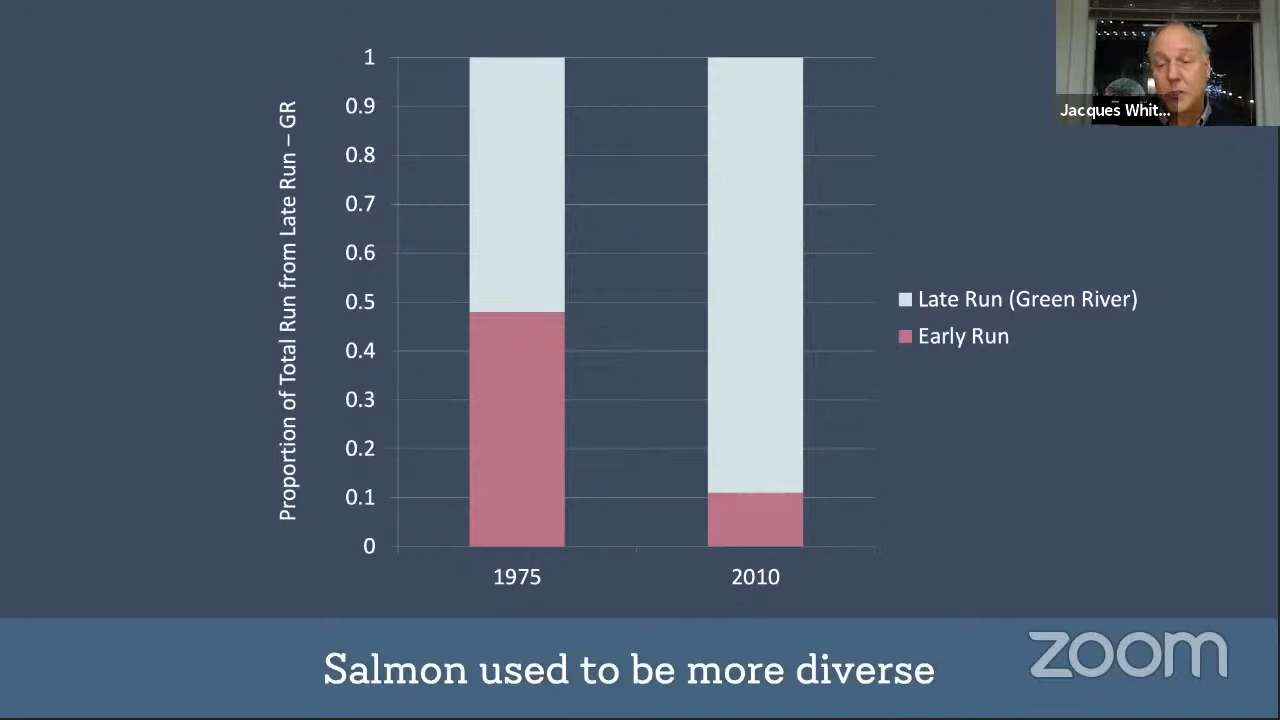 Jacques Whit...
Proportion of Total Run from Late Run – GR
1
0.9
0.8
0.7
0.6
0.5
0.4
0.3
0.2
0.1
0
1975
2010
Late Run (Green River)
Early Run
Salmon used to be more diverse
zoom